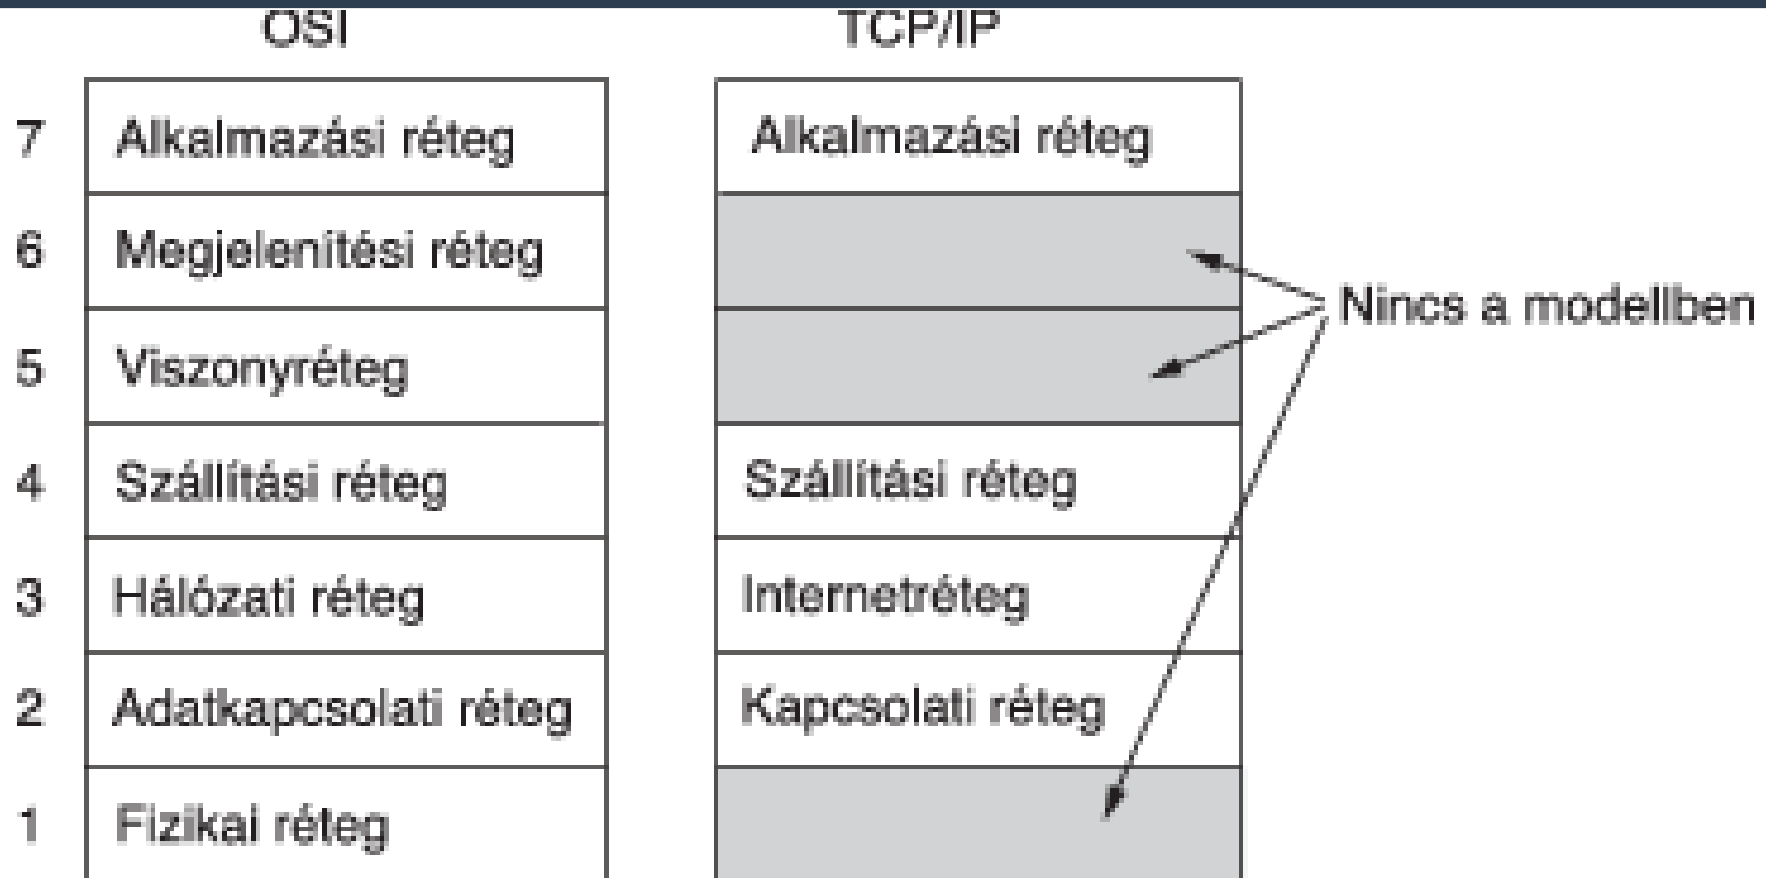 OSI TCP/IP
7 Alkalmazási réteg Alkalmazási réteg
6 Megjelenítési réteg
Nincs a modellben
5 Viszonyréteg
4 Szállítási réteg Szállítási réteg
3 Hálózati réteg Internetréteg
2 Adatkapcsolati réteg Kapcsolati réteg
1 Fizikai réteg